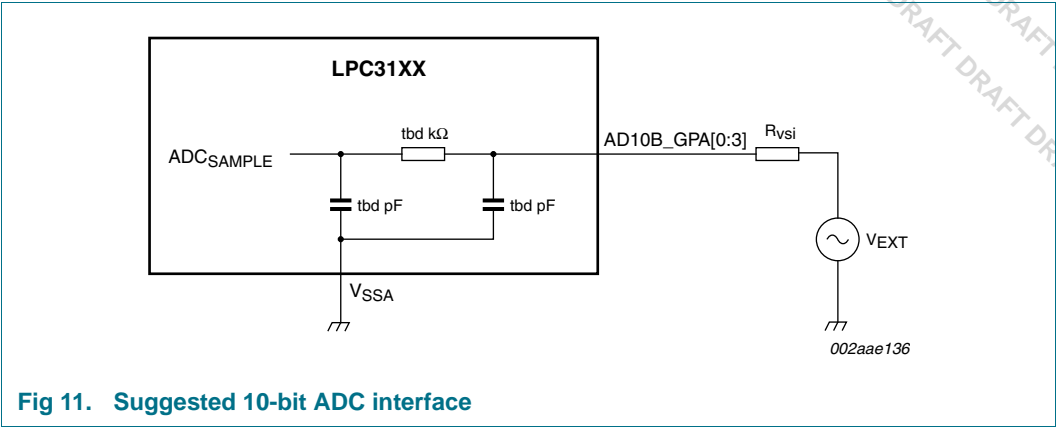 DRAFT DRAFT
DRAFT DRAFT
LPC31XX
tbd kΩ
ADCSAMPLE
AD10B_GPA[0:3]
Rvsi
tbd pF
tbd pF
VEXT
VSSA
002aae136
Fig 11. Suggested 10-bit ADC interface